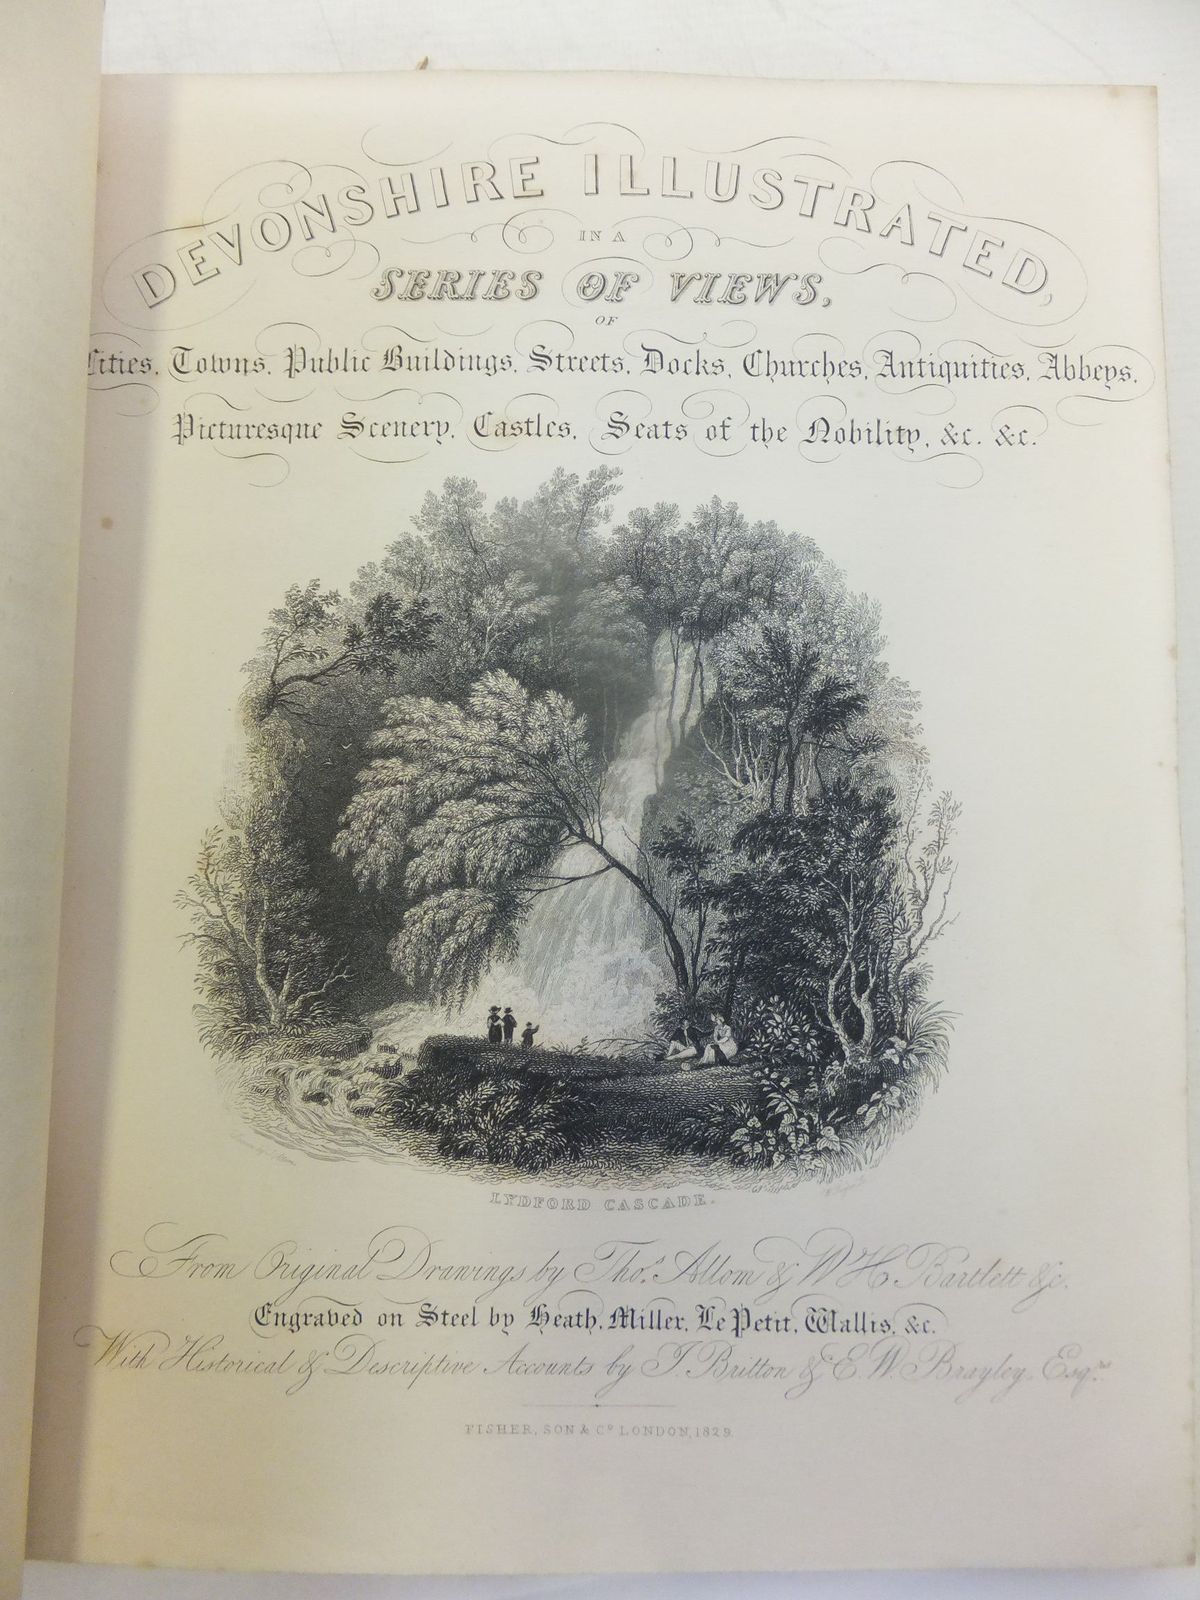 DEVONSHIRE ILLUSTRATED,
IN A
SERIES OF VIEWS,
OF
Cities, Towns, Public Buildings, Streets, Docks, Churches, Antiquities, Abbeys,
Picturesque Scenery, Castles, Seats of the Nobility, &c. &c.
LYDFORD CASCADE.
From Original Drawings by Thos. Allom & W. H. Bartlett &c.
Engraved on Steel by Heath, Miller, Le Petit, Wallis, &c.
With Historical & Descriptive Accounts by J. Britton & E. W. Brayley, Esqrs.
FISHER, SON & Co. LONDON, 1829.